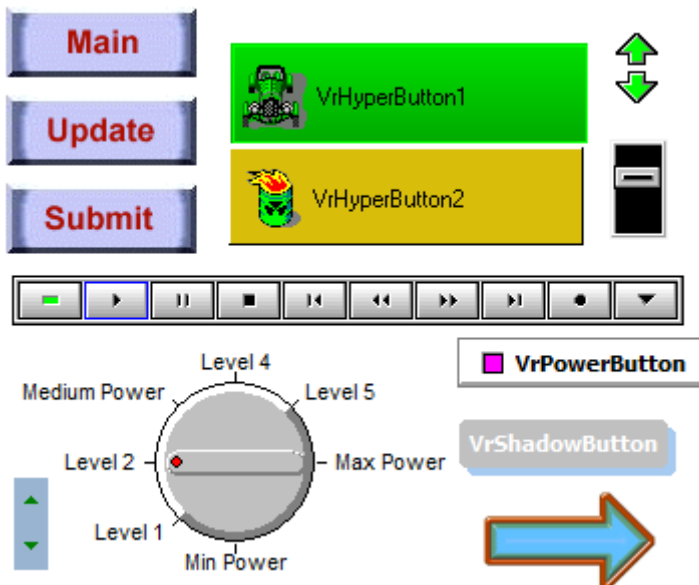 Main
VrHyperButton1
Update
VrHyperButton2
Submit
Level 4
VrPowerButton
Medium Power
Level 5
VrShadowButton
Level 2
Max Power
Level 1
Min Power